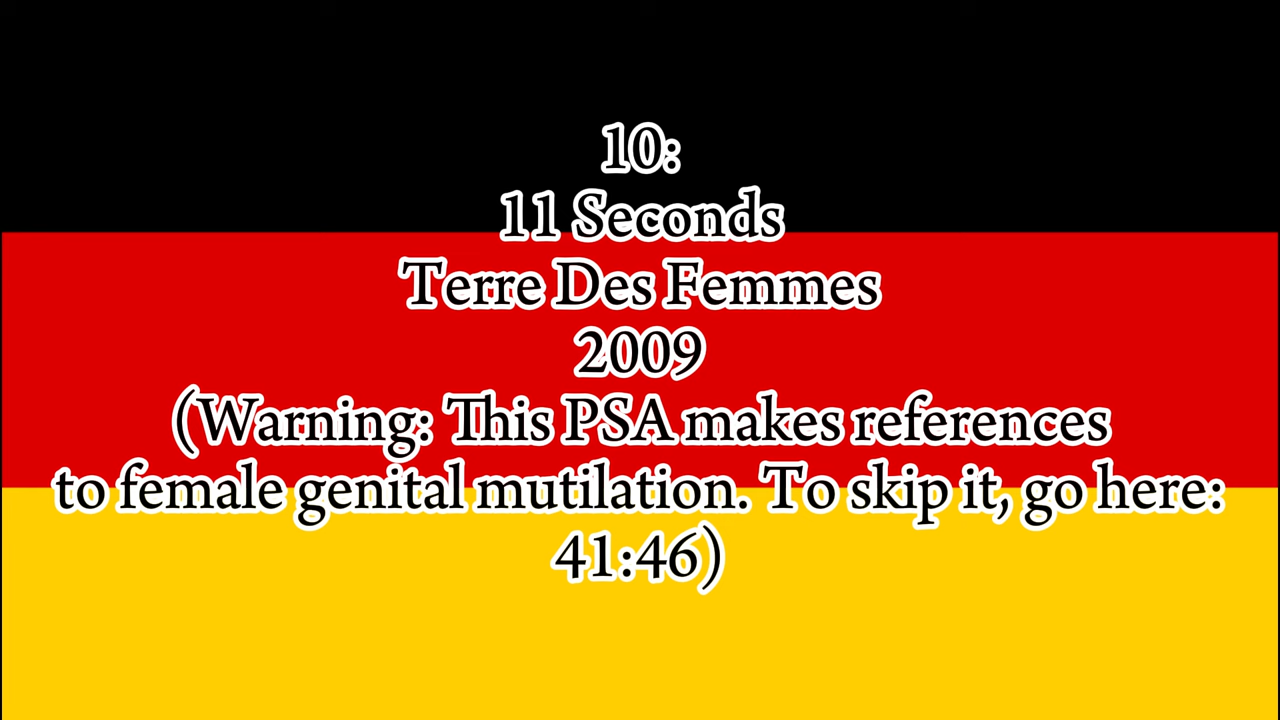 10:
11 Seconds
Terre Des Femmes
2009
(Warning: This PSA makes references
to female genital mutilation. To skip it, go here:
41:46)